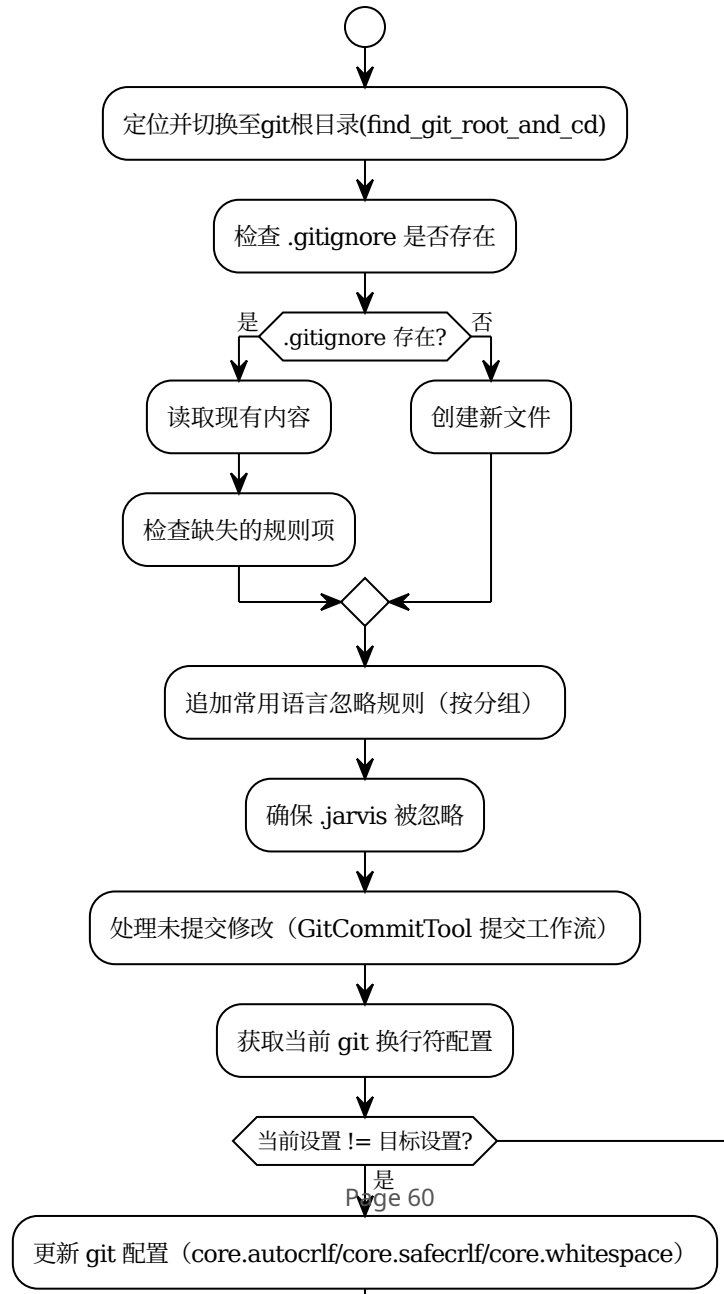 定位并切换至git根目录(find_git_root_and_cd)
检查 .gitignore 是否存在
是
.gitignore 存在?
否
读取现有内容
创建新文件
检查缺失的规则项
追加常用语言忽略规则（按分组）
确保 .jarvis 被忽略
处理未提交修改（GitCommitTool 提交工作流）
获取当前 git 换行符配置
当前设置 != 目标设置?
是
Page 60
更新 git 配置（core.autocrlf/core.safecrlf/core.whitespace）